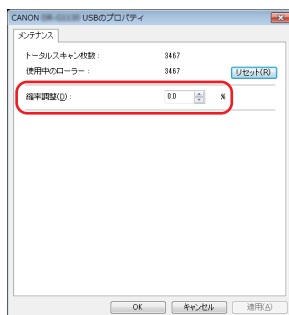 CANON USBのプロパティ
メンテナンス
トータルスキャン枚数： 3467
使用中のローラー： 3467 リセット(R)
縮率調整(D)： 0.0 %
OK キャンセル 適用(A)